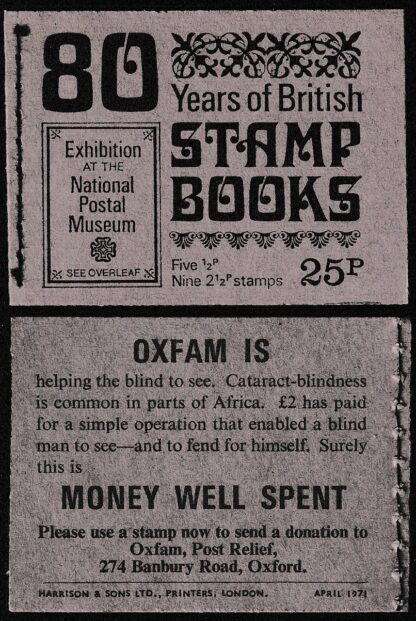 80
Years of British
STAMP
BOOKS
Exhibition
AT THE
National
Postal
Museum
SEE OVERLEAF
Five ½P
Nine 2½P stamps
25P
OXFAM IS
helping the blind to see. Cataract-blindness
is common in parts of Africa. £2 has paid
for a simple operation that enabled a blind
man to see—and to fend for himself. Surely
this is
MONEY WELL SPENT
Please use a stamp now to send a donation to
Oxfam, Post Relief,
274 Banbury Road, Oxford.
HARRISON & SONS LTD., PRINTERS, LONDON. APRIL 1971